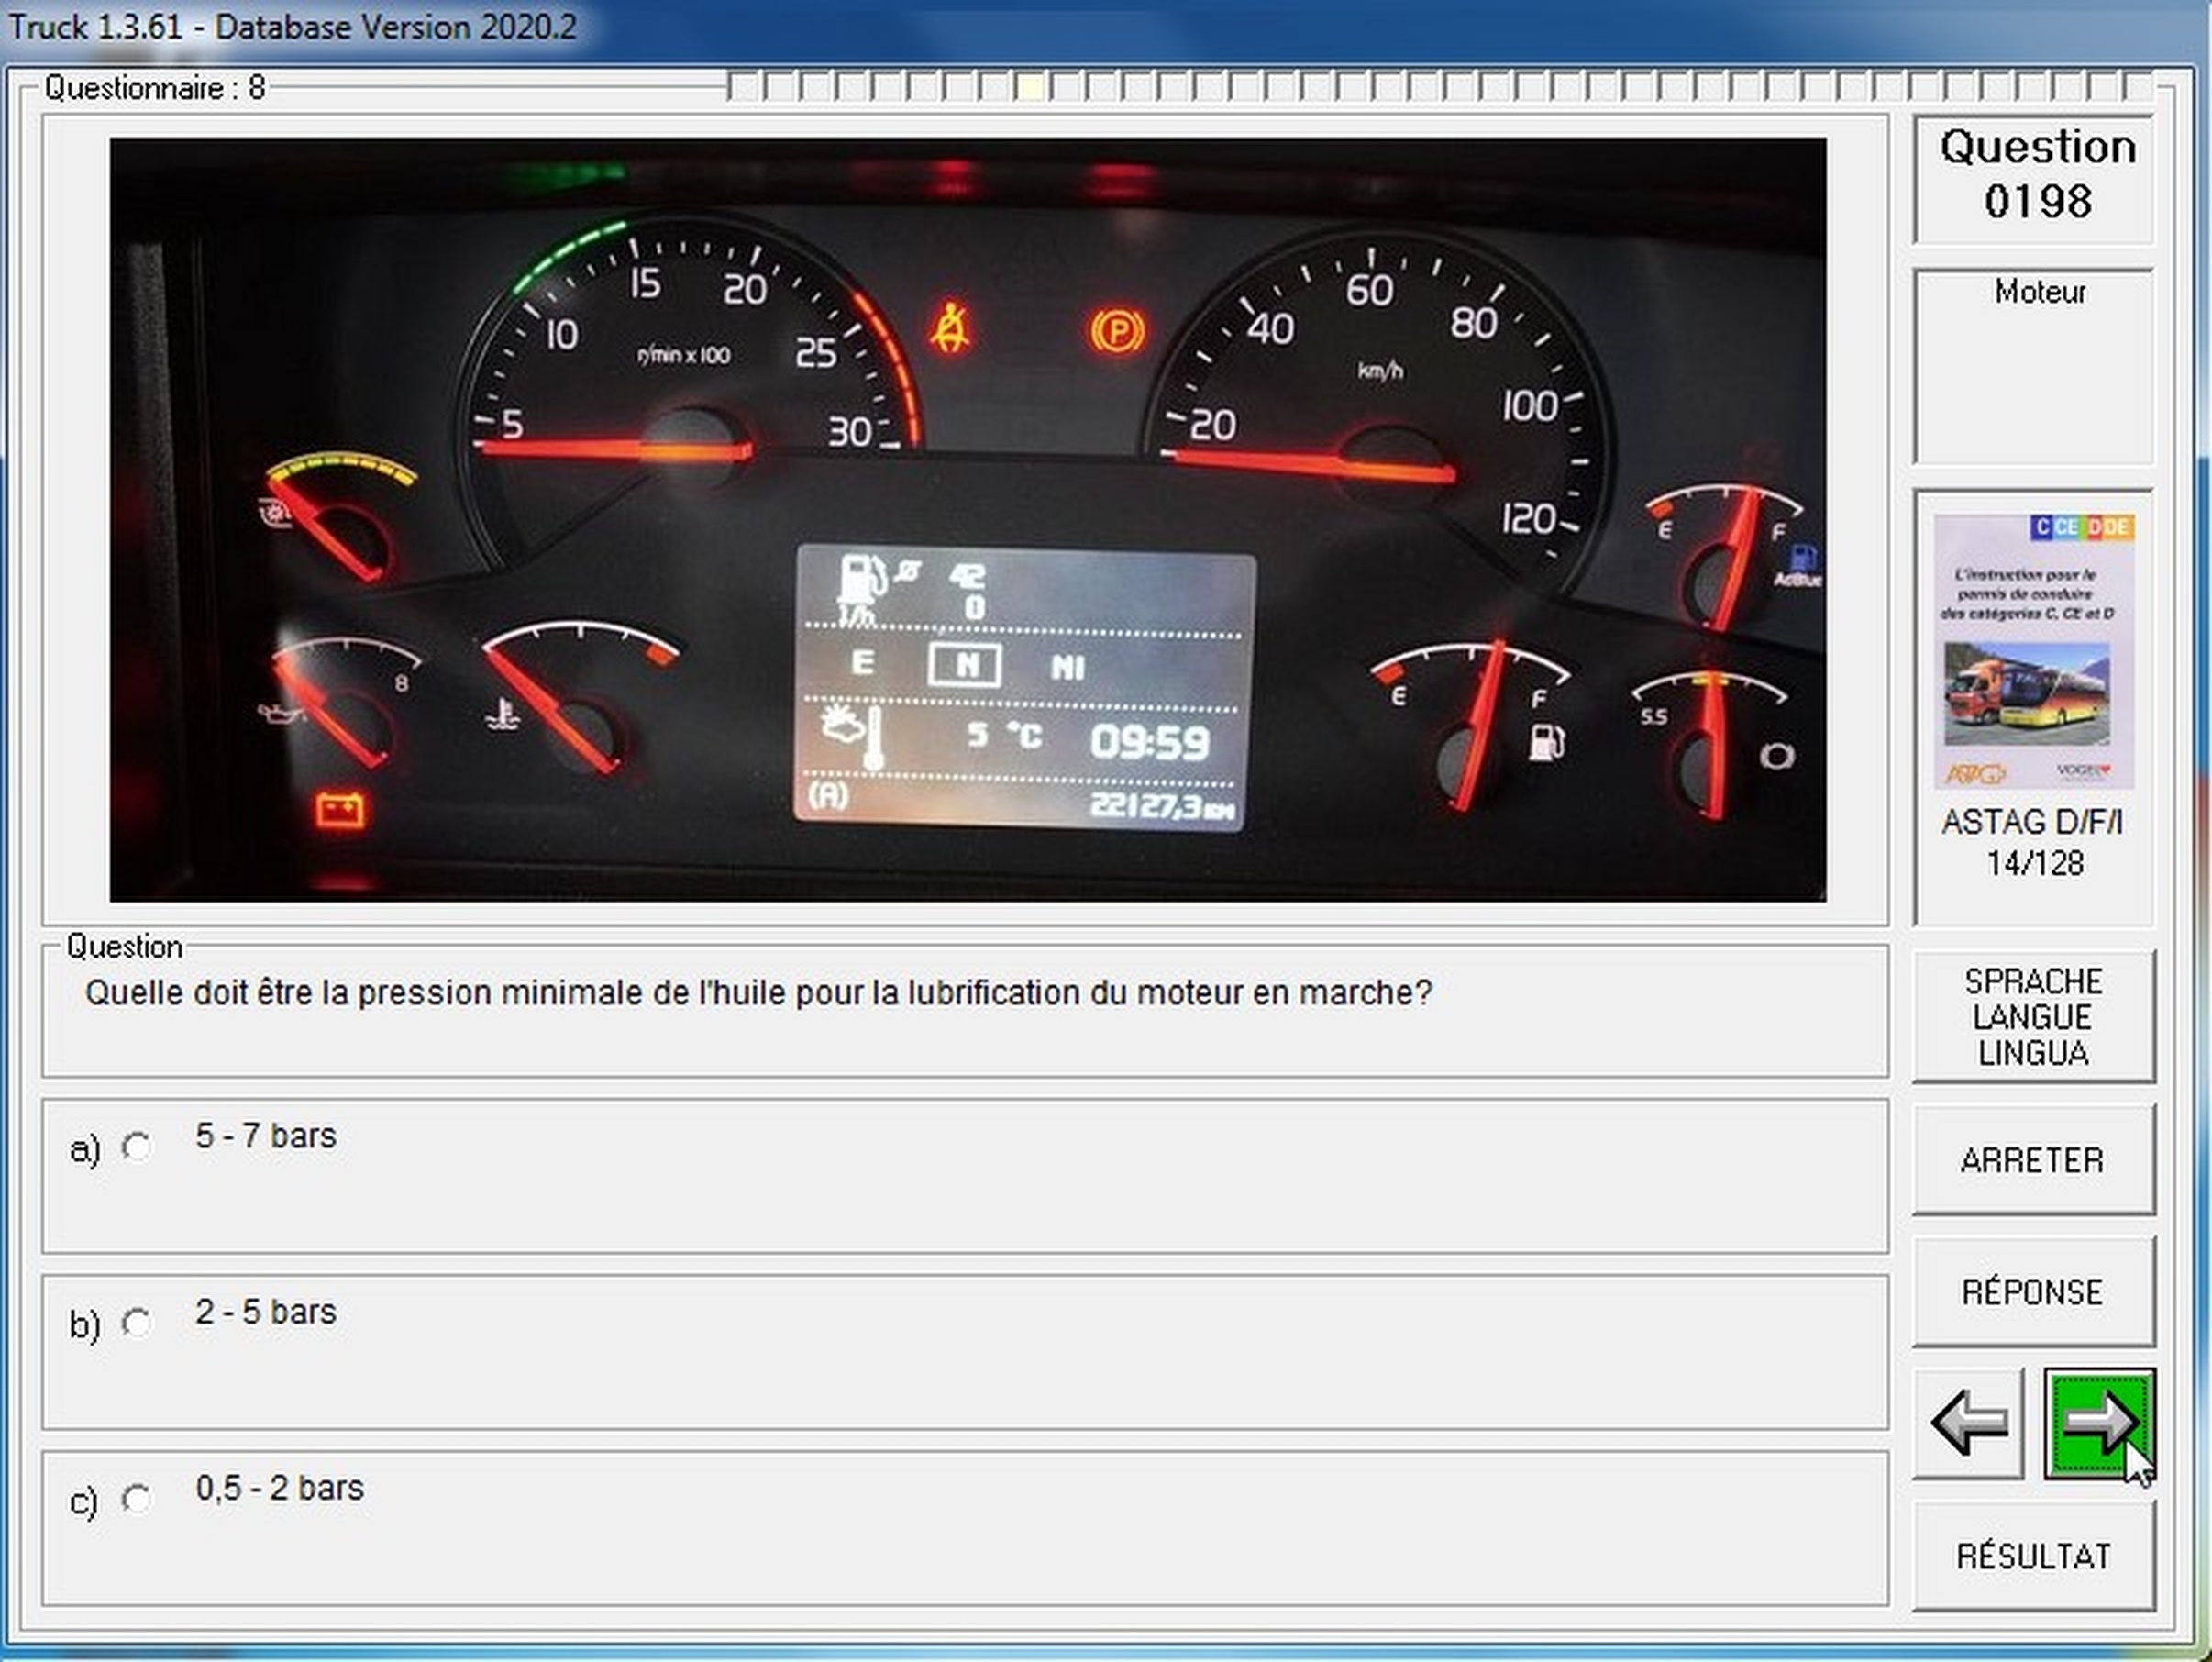 Truck 1.3.61 - Database Version 2020.2
Questionnaire : 8
Question
0198
Moteur
5
10
15
20
25
30
r/min x 100
20
40
60
80
100
120
km/h
8
E
F
AdBlue
E
F
5.5
42
l/h 0
E N NI
5 °C 09:59
(A) 22127,3 KM
C CE D DE
L'instruction pour le
permis de conduire
des catégories C, CE et D
ASTAG
VOGEL
ASTAG D/F/I
14/128
Question
Quelle doit être la pression minimale de l'huile pour la lubrification du moteur en marche?
a) 5 - 7 bars
b) 2 - 5 bars
c) 0,5 - 2 bars
SPRACHE
LANGUE
LINGUA
ARRETER
RÉPONSE
RÉSULTAT